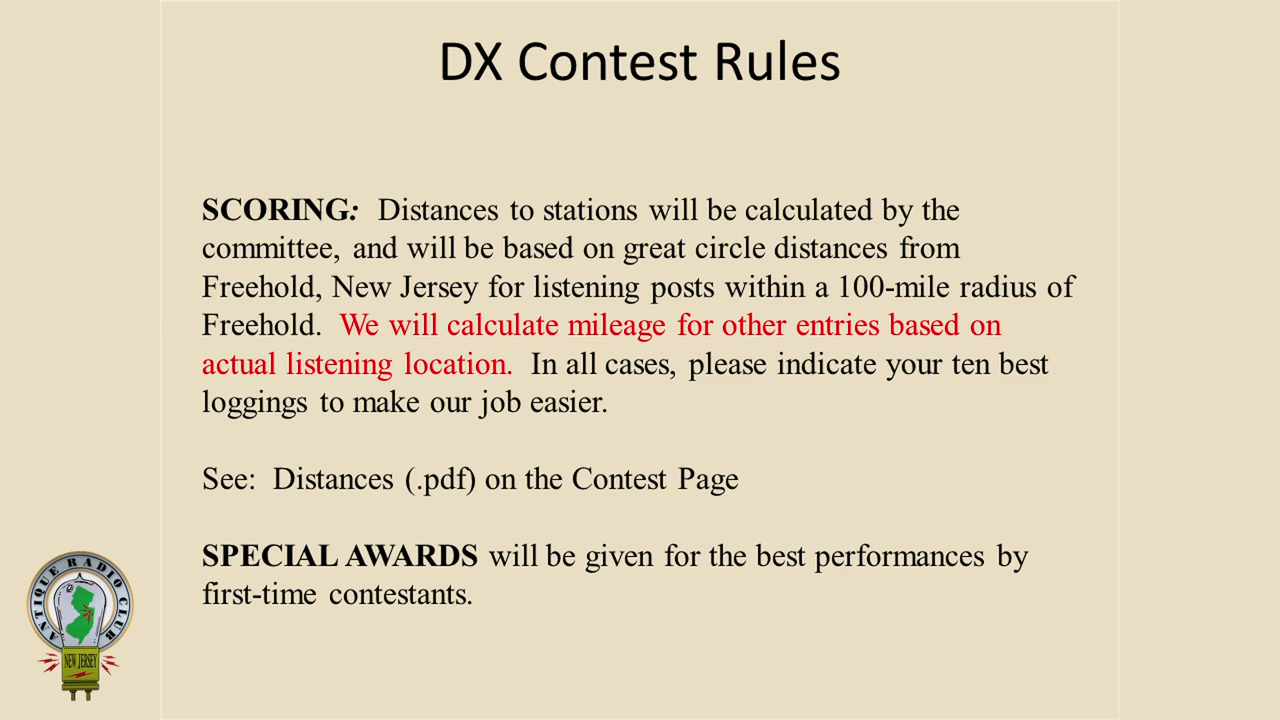 DX Contest Rules
SCORING: Distances to stations will be calculated by the
committee, and will be based on great circle distances from
Freehold, New Jersey for listening posts within a 100-mile radius of
Freehold. We will calculate mileage for other entries based on
actual listening location. In all cases, please indicate your ten best
loggings to make our job easier.
See: Distances (.pdf) on the Contest Page
SPECIAL AWARDS will be given for the best performances by
first-time contestants.
ANTIQUE RADIO CLUB
NEW JERSEY